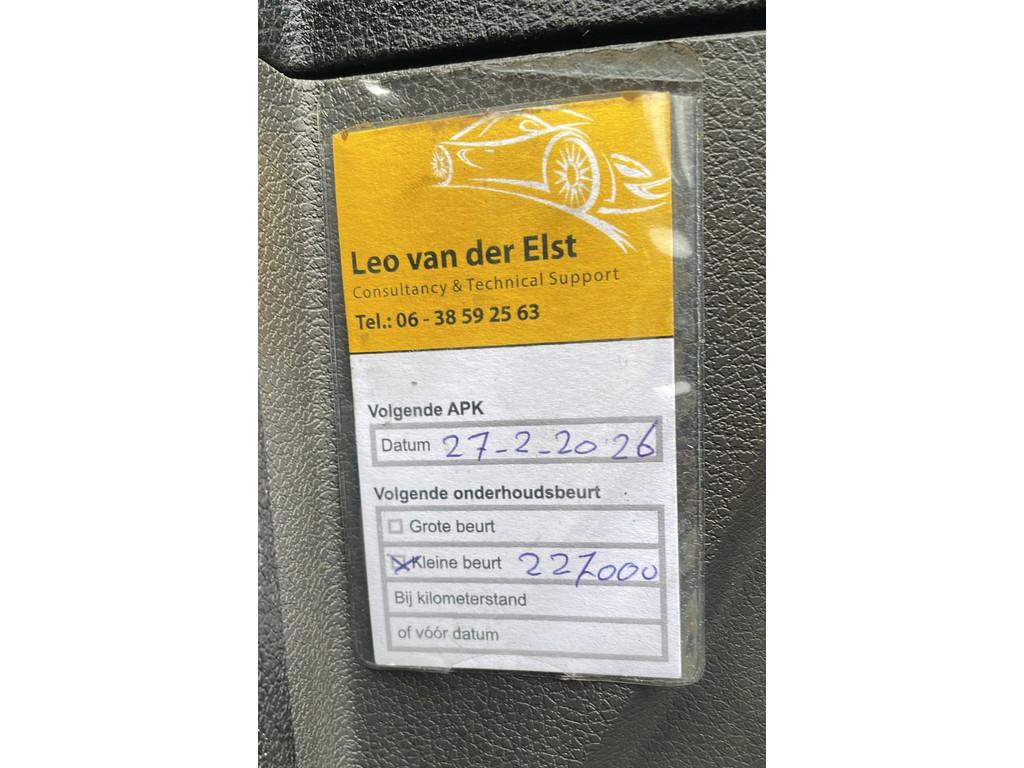 Leo van der Elst
Consultancy & Technical Support
Tel.: 06 - 38 59 25 63
Volgende APK
Datum 27-2-2026
Volgende onderhoudsbeurt
Grote beurt
Kleine beurt 227000
Bij kilometerstand
of vóór datum